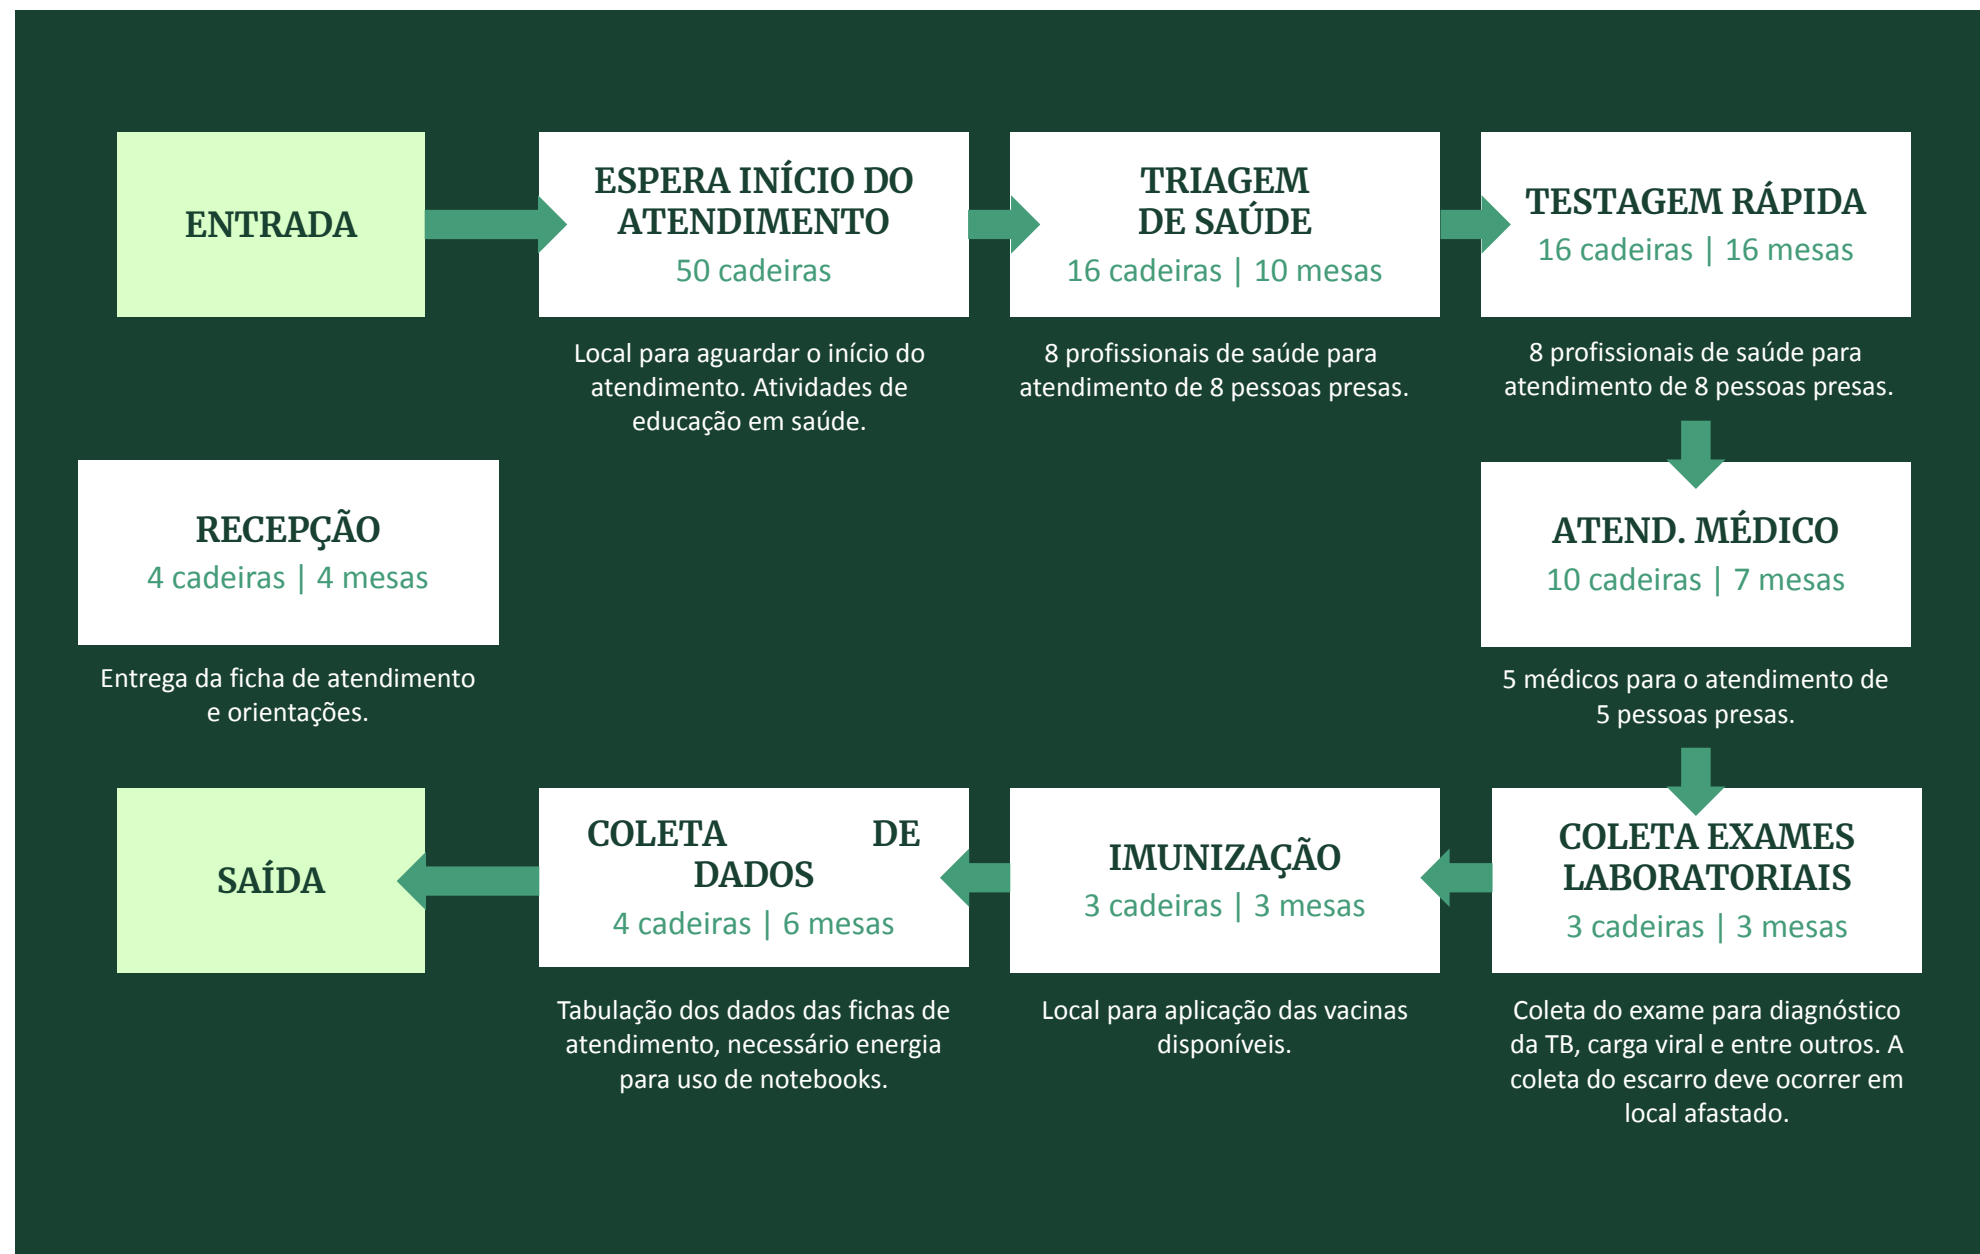 ENTRADA
ESPERA INÍCIO DO
ATENDIMENTO
50 cadeiras
Local para aguardar o início do
atendimento. Atividades de
educação em saúde.
TRIAGEM
DE SAÚDE
16 cadeiras | 10 mesas
8 profissionais de saúde para
atendimento de 8 pessoas presas.
TESTAGEM RÁPIDA
16 cadeiras | 16 mesas
8 profissionais de saúde para
atendimento de 8 pessoas presas.
RECEPÇÃO
4 cadeiras | 4 mesas
Entrega da ficha de atendimento
e orientações.
ATEND. MÉDICO
10 cadeiras | 7 mesas
5 médicos para o atendimento de
5 pessoas presas.
SAÍDA
COLETA DE
DADOS
4 cadeiras | 6 mesas
Tabulação dos dados das fichas de
atendimento, necessário energia
para uso de notebooks.
IMUNIZAÇÃO
3 cadeiras | 3 mesas
Local para aplicação das vacinas
disponíveis.
COLETA EXAMES
LABORATORIAIS
3 cadeiras | 3 mesas
Coleta do exame para diagnóstico
da TB, carga viral e entre outros. A
coleta do escarro deve ocorrer em
local afastado.